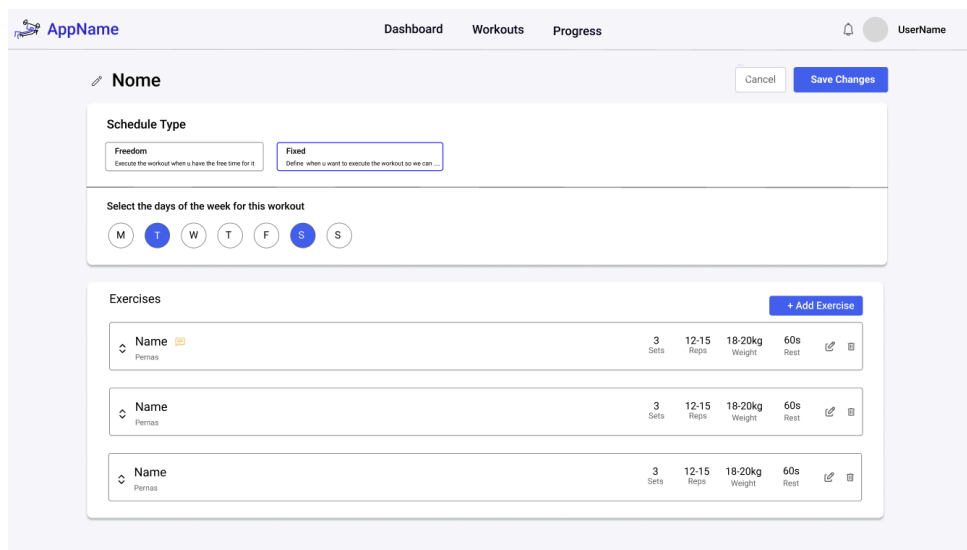 AppName Dashboard Workouts Progress UserName
Nome Cancel Save Changes
Schedule Type
Freedom
Execute the workout when u have the free time for it
Fixed
Define when u want to execute the workout so we can ....
Select the days of the week for this workout
M T W T F S S
Exercises
+ Add Exercise
Name 3 12-15 18-20kg 60s
Pernas Sets Reps Weight Rest
Name 3 12-15 18-20kg 60s
Pernas Sets Reps Weight Rest
Name 3 12-15 18-20kg 60s
Pernas Sets Reps Weight Rest